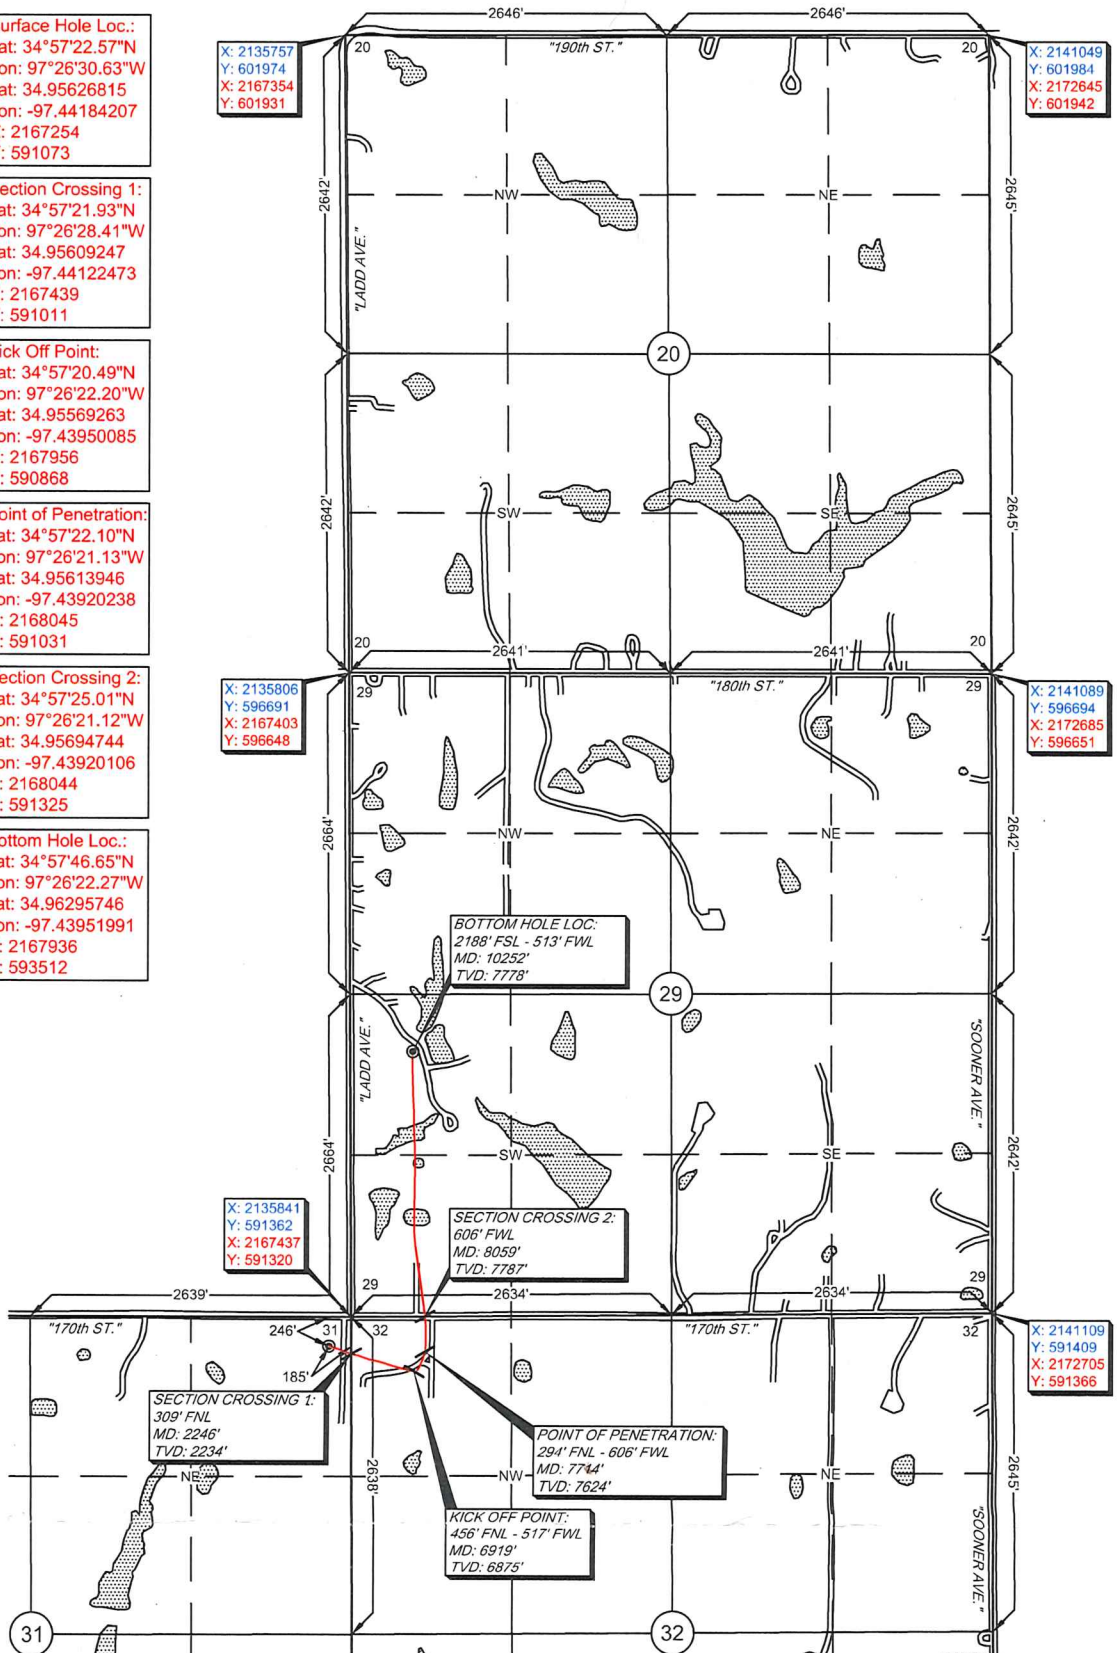 urface Hole Loc.:
at: 34°57'22.57"N
on: 97°26'30.63"W
at: 34.95626815
on: -97.44184207
: 2167254
: 591073
ection Crossing 1:
at: 34°57'21.93"N
on: 97°26'28.41"W
at: 34.95609247
on: -97.44122473
: 2167439
: 591011
ick Off Point:
at: 34°57'20.49"N
on: 97°26'22.20"W
at: 34.95569263
on: -97.43950085
: 2167956
: 590868
oint of Penetration:
at: 34°57'22.10"N
on: 97°26'21.13"W
at: 34.95613946
on: -97.43920238
: 2168045
: 591031
ection Crossing 2:
at: 34°57'25.01"N
on: 97°26'21.12"W
at: 34.95694744
on: -97.43920106
: 2168044
: 591325
ottom Hole Loc.:
at: 34°57'46.65"N
on: 97°26'22.27"W
at: 34.96295746
on: -97.43951991
: 2167936
: 593512
2646'
2646'
X: 2135757
Y: 601974
X: 2167354
Y: 601931
20
"190th ST."
20
X: 2141049
Y: 601984
X: 2172645
Y: 601942
2642'
NW
NE
2645'
"LADD AVE."
20
2642'
SW
SE
2645'
20
2641'
2641'
20
X: 2135806
Y: 596691
X: 2167403
Y: 596648
29
"180th ST."
29
X: 2141089
Y: 596694
X: 2172685
Y: 596651
2664'
NW
NE
2642'
BOTTOM HOLE LOC:
2188' FSL - 513' FWL
MD: 10252'
TVD: 7778'
29
"LADD AVE."
"SOONER AVE."
2664'
SW
SE
2642'
X: 2135841
Y: 591362
X: 2167437
Y: 591320
SECTION CROSSING 2:
606' FWL
MD: 8059'
TVD: 7787'
29
29
2639'
2634'
2634'
"170th ST."
246'
31
32
"170th ST."
32
X: 2141109
Y: 591409
X: 2172705
Y: 591366
185'
SECTION CROSSING 1:
309' FNL
MD: 2246'
TVD: 2234'
POINT OF PENETRATION:
294' FNL - 606' FWL
MD: 7714'
TVD: 7624'
NE
2638'
NW
NE
2645'
KICK OFF POINT:
456' FNL - 517' FWL
MD: 6919'
TVD: 6875'
"SOONER AVE."
31
32